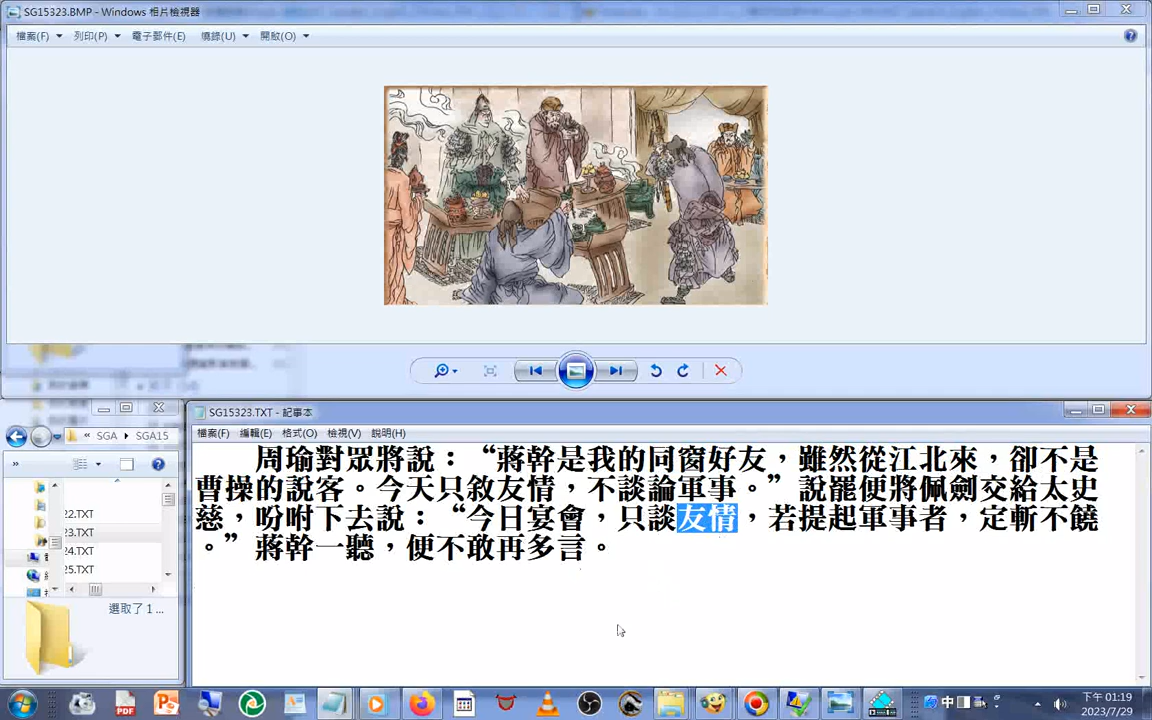 SG15323.BMP - Windows 相片檢視器
檔案(F) 列印(P) 電子郵件(E) 燒錄(U) 開啟(O)
« SGA ▸ SGA15
22.TXT
23.TXT
24.TXT
25.TXT
選取了 1 ...
SG15323.TXT - 記事本
檔案(F) 編輯(E) 格式(O) 檢視(V) 說明(H)
周瑜對眾將說：“蔣幹是我的同窗好友，雖然從江北來，卻不是
曹操的說客。今天只敘友情，不談論軍事。”說罷便將佩劍交給太史
慈，吩咐下去說：“今日宴會，只談友情，若提起軍事者，定斬不饒
。”蔣幹一聽，便不敢再多言。
PDF
中
下午 01:19
2023/7/29